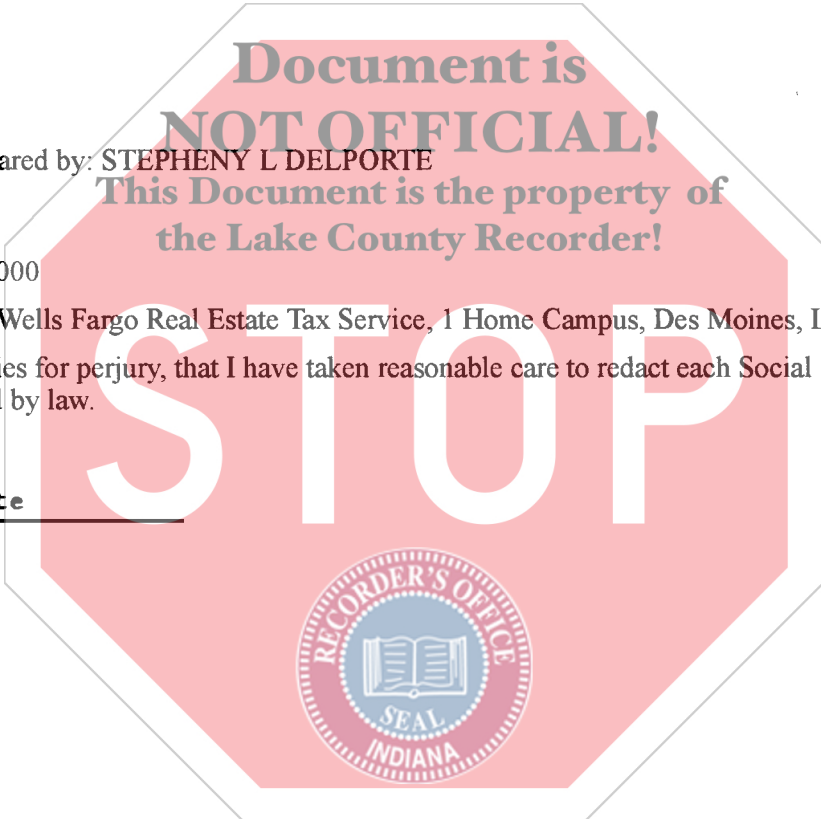 Document is
NOT OFFICIAL!
ared by: STEPHENY L DELPORTE
This Document is the property of
the Lake County Recorder!
000
Wells Fargo Real Estate Tax Service, 1 Home Campus, Des Moines, I
ies for perjury, that I have taken reasonable care to redact each Social
by law.
STOP
te
RECORDER'S OFFICE
SEAL
INDIANA